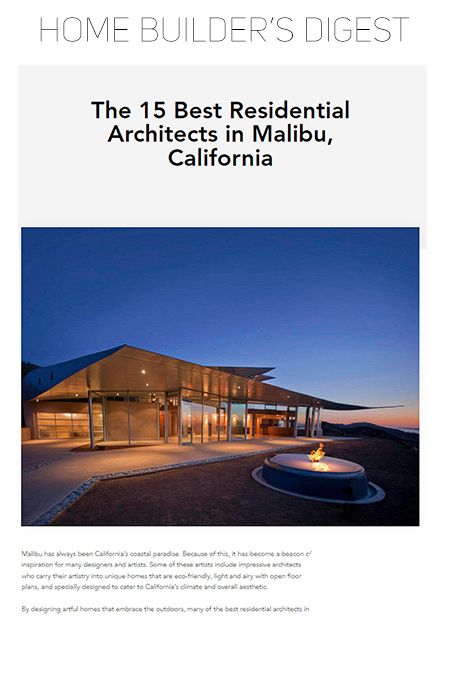 HOME BUILDER'S DIGEST
The 15 Best Residential
Architects in Malibu,
California
Malibu has always been California's coastal paradise. Because of this, it has become a beacon o
inspiration for many designers and artists. Some of these artists include impressive architects
who carry their artistry into unique homes that are eco-friendly, light and airy with open floor
plans, and specially designed to cater to California's climate and overall aesthetic.
By designing artful homes that embrace the outdoors, many of the best residential architects in